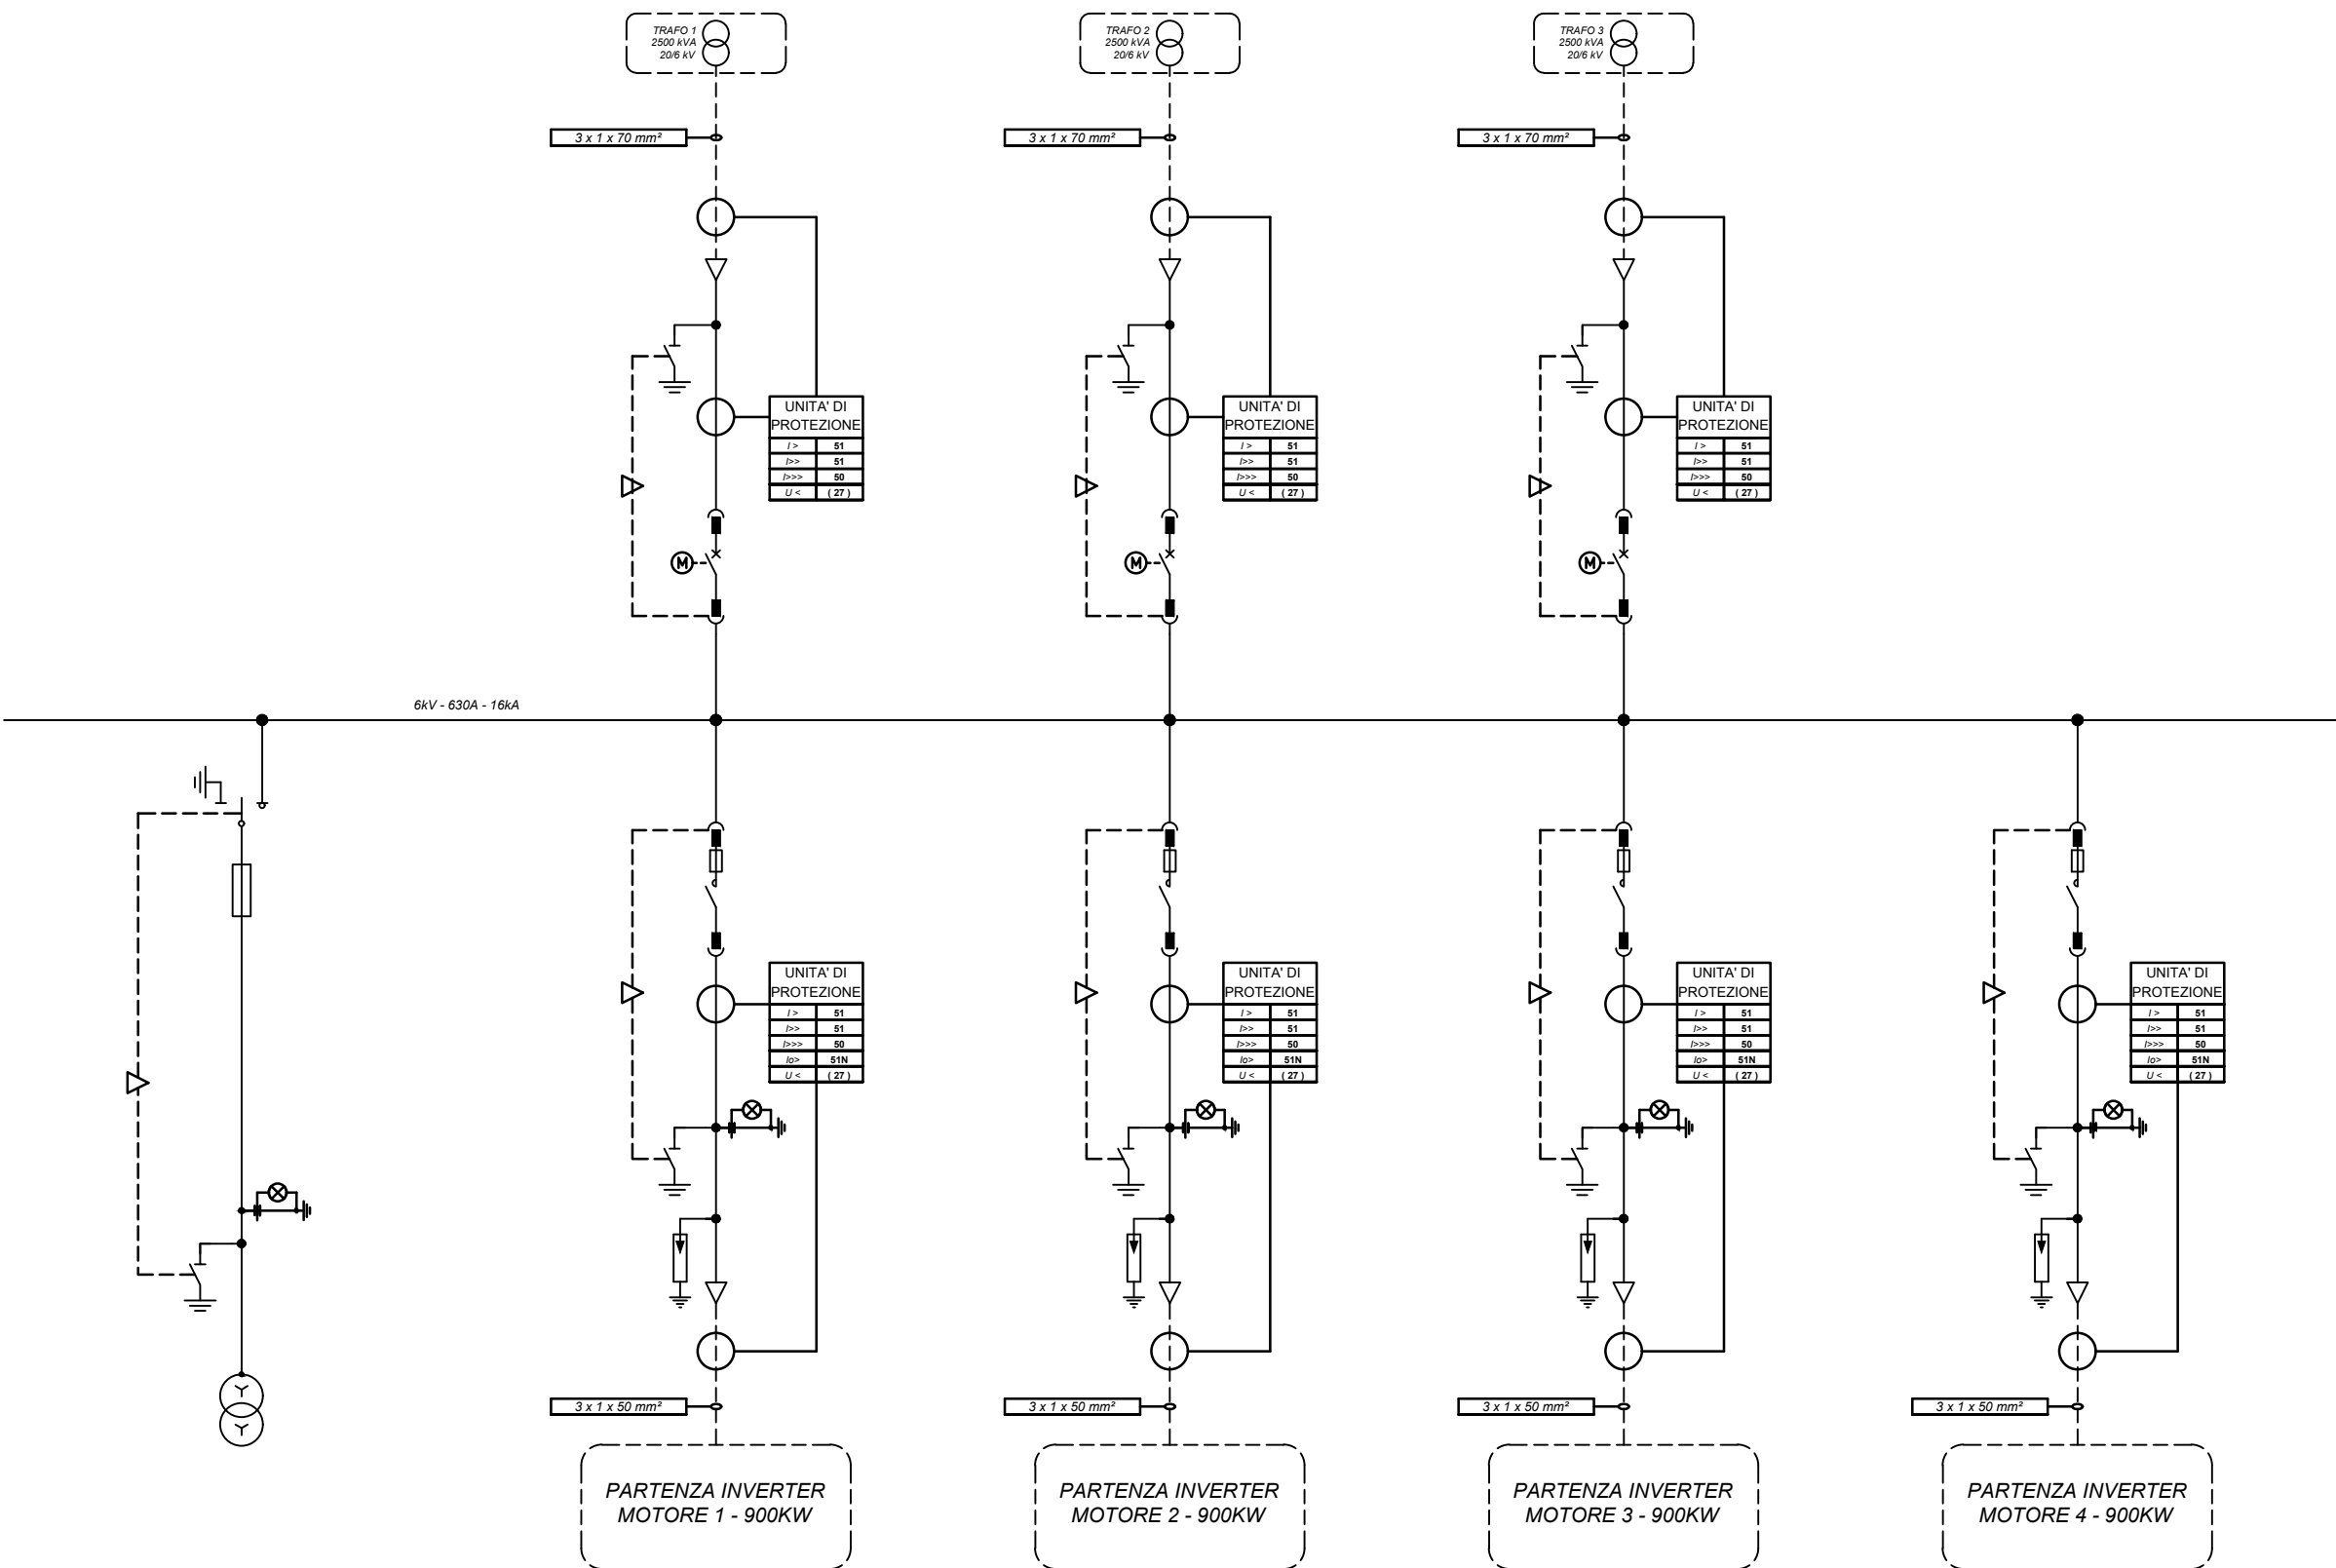 TRAFO 1
2500 kVA
20/6 kV
TRAFO 2
2500 kVA
20/6 kV
TRAFO 3
2500 kVA
20/6 kV
3 x 1 x 70 mm²
3 x 1 x 70 mm²
3 x 1 x 70 mm²
UNITA' DI
PROTEZIONE
I > 51
I>> 51
I>>> 50
U < ( 27 )
UNITA' DI
PROTEZIONE
I > 51
I>> 51
I>>> 50
U < ( 27 )
UNITA' DI
PROTEZIONE
I > 51
I>> 51
I>>> 50
U < ( 27 )
M
M
M
6kV - 630A - 16kA
UNITA' DI
PROTEZIONE
I > 51
I>> 51
I>>> 50
Io> 51N
U < ( 27 )
UNITA' DI
PROTEZIONE
I > 51
I>> 51
I>>> 50
Io> 51N
U < ( 27 )
UNITA' DI
PROTEZIONE
I > 51
I>> 51
I>>> 50
Io> 51N
U < ( 27 )
UNITA' DI
PROTEZIONE
I > 51
I>> 51
I>>> 50
Io> 51N
U < ( 27 )
3 x 1 x 50 mm²
3 x 1 x 50 mm²
3 x 1 x 50 mm²
3 x 1 x 50 mm²
PARTENZA INVERTER
MOTORE 1 - 900KW
PARTENZA INVERTER
MOTORE 2 - 900KW
PARTENZA INVERTER
MOTORE 3 - 900KW
PARTENZA INVERTER
MOTORE 4 - 900KW